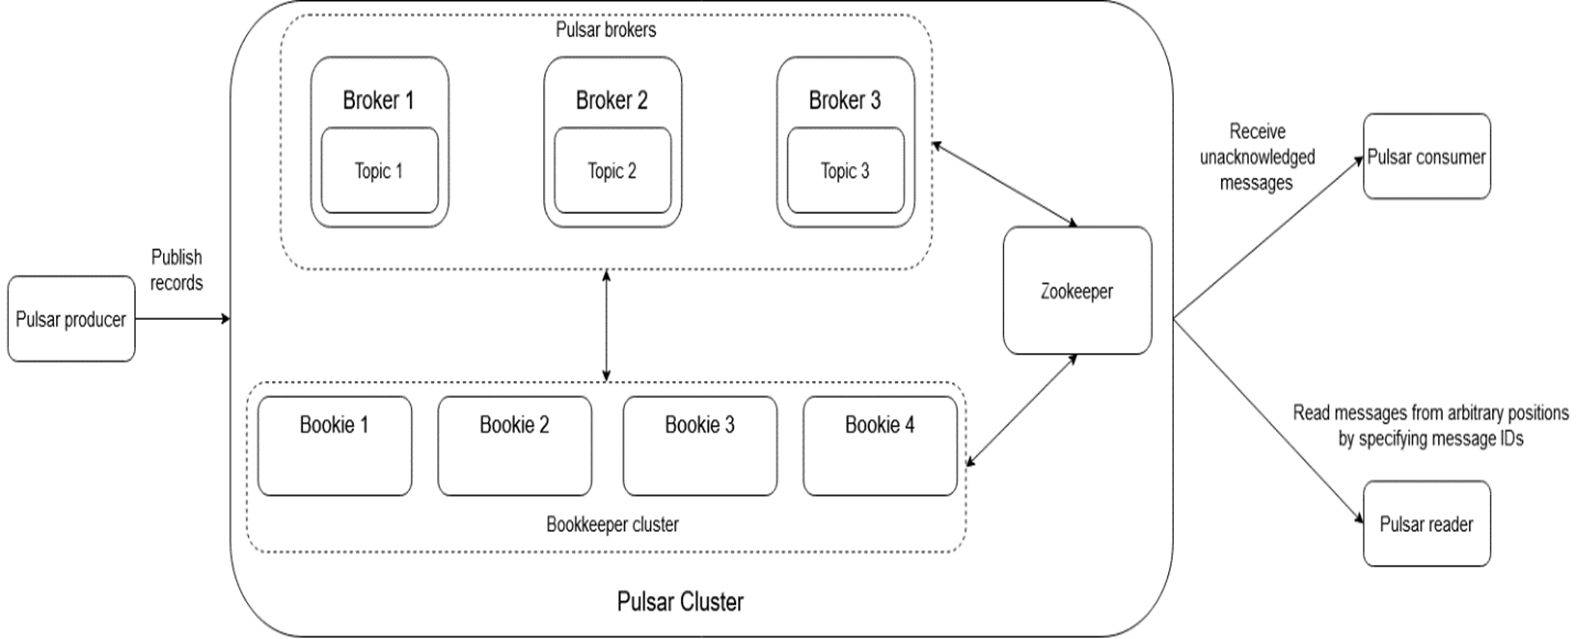 Pulsar brokers
Broker 1
Broker 2
Broker 3
Topic 1
Topic 2
Topic 3
Receive
unacknowledged
messages
Pulsar consumer
Publish
records
Pulsar producer
Zookeeper
Bookie 1
Bookie 2
Bookie 3
Bookie 4
Bookkeeper cluster
Read messages from arbitrary positions
by specifying message IDs
Pulsar reader
Pulsar Cluster